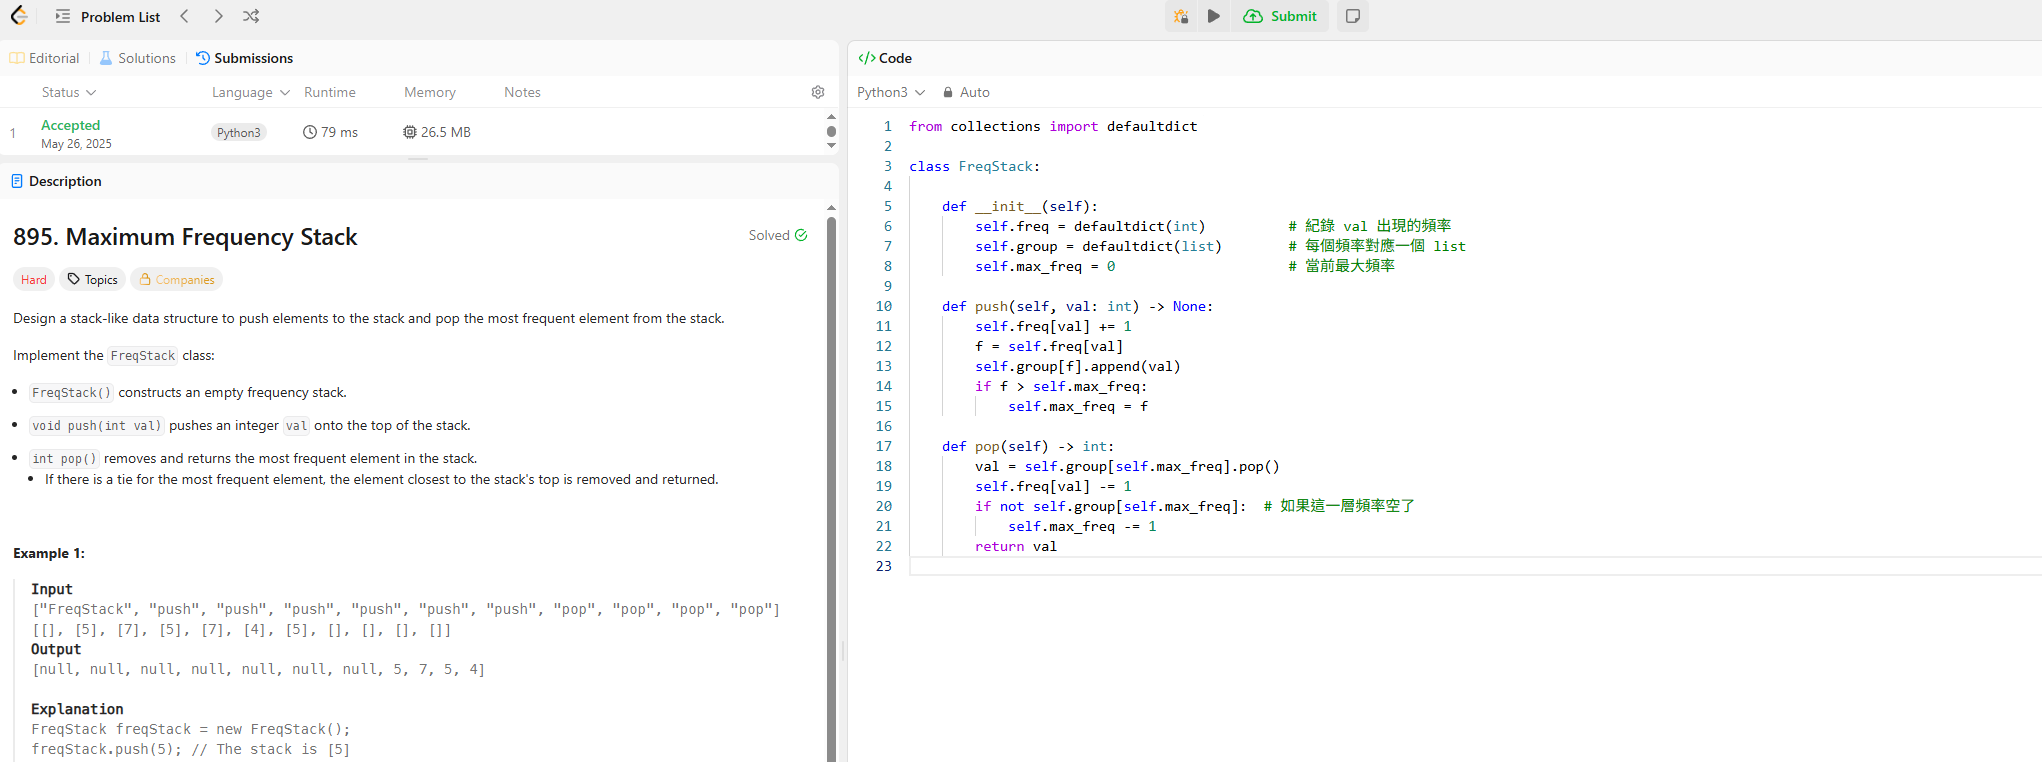 Problem List
Submit
Editorial
Solutions
Submissions
Status
Language
Runtime
Memory
Notes
1
Accepted
May 26, 2025
Python3
79 ms
26.5 MB
Description
895. Maximum Frequency Stack
Solved
Hard
Topics
Companies
Design a stack-like data structure to push elements to the stack and pop the most frequent element from the stack.
Implement the FreqStack class:
• FreqStack() constructs an empty frequency stack.
• void push(int val) pushes an integer val onto the top of the stack.
• int pop() removes and returns the most frequent element in the stack.
• If there is a tie for the most frequent element, the element closest to the stack's top is removed and returned.
Example 1:
Input
["FreqStack", "push", "push", "push", "push", "push", "push", "pop", "pop", "pop", "pop"]
[[], [5], [7], [5], [7], [4], [5], [], [], [], []]
Output
[null, null, null, null, null, null, null, 5, 7, 5, 4]
Explanation
FreqStack freqStack = new FreqStack();
freqStack.push(5); // The stack is [5]
</> Code
Python3
Auto
1 from collections import defaultdict
2
3 class FreqStack:
4
5     def __init__(self):
6         self.freq = defaultdict(int)          # 紀錄 val 出現的頻率
7         self.group = defaultdict(list)        # 每個頻率對應一個 list
8         self.max_freq = 0                     # 當前最大頻率
9
10     def push(self, val: int) -> None:
11         self.freq[val] += 1
12         f = self.freq[val]
13         self.group[f].append(val)
14         if f > self.max_freq:
15             self.max_freq = f
16
17     def pop(self) -> int:
18         val = self.group[self.max_freq].pop()
19         self.freq[val] -= 1
20         if not self.group[self.max_freq]:  # 如果這一層頻率空了
21             self.max_freq -= 1
22         return val
23